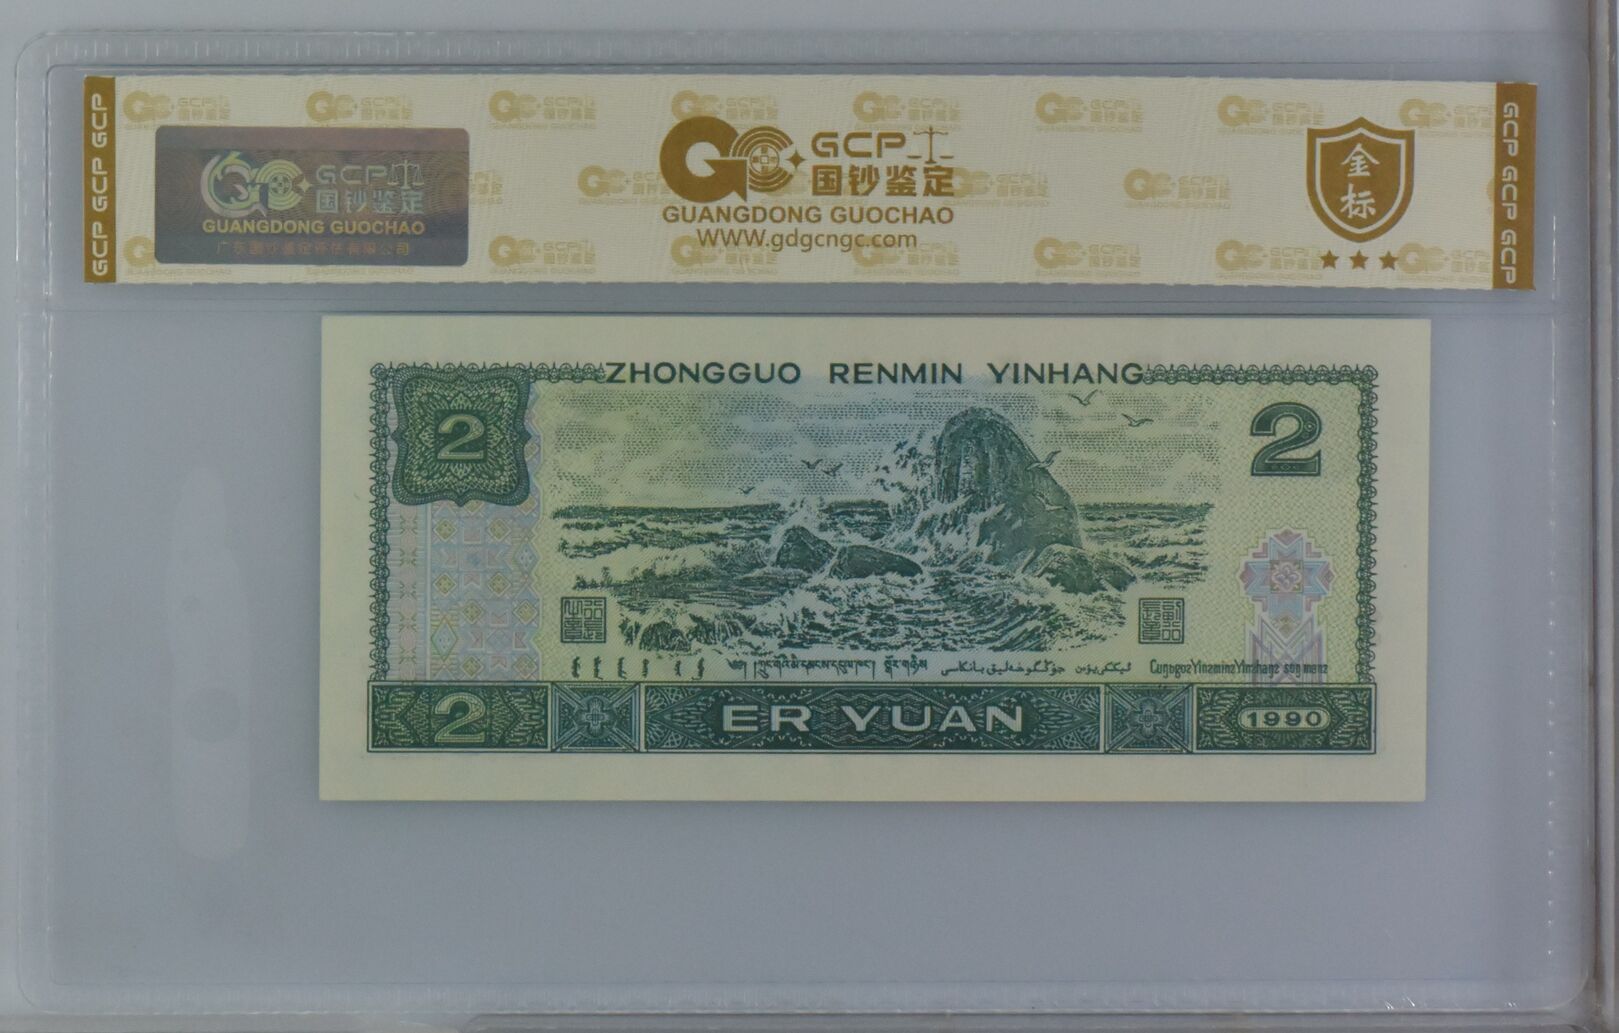 GCP GCP GCP
GCP
国钞鉴定
GUANGDONG GUOCHAO
广东国钞鉴定评估有限公司
GCP
国钞鉴定
GUANGDONG GUOCHAO
WWW.gdgcngc.com
金
标
GCP GCP GCP
ZHONGGUO RENMIN YINHANG
2
2
2
ER YUAN
1990